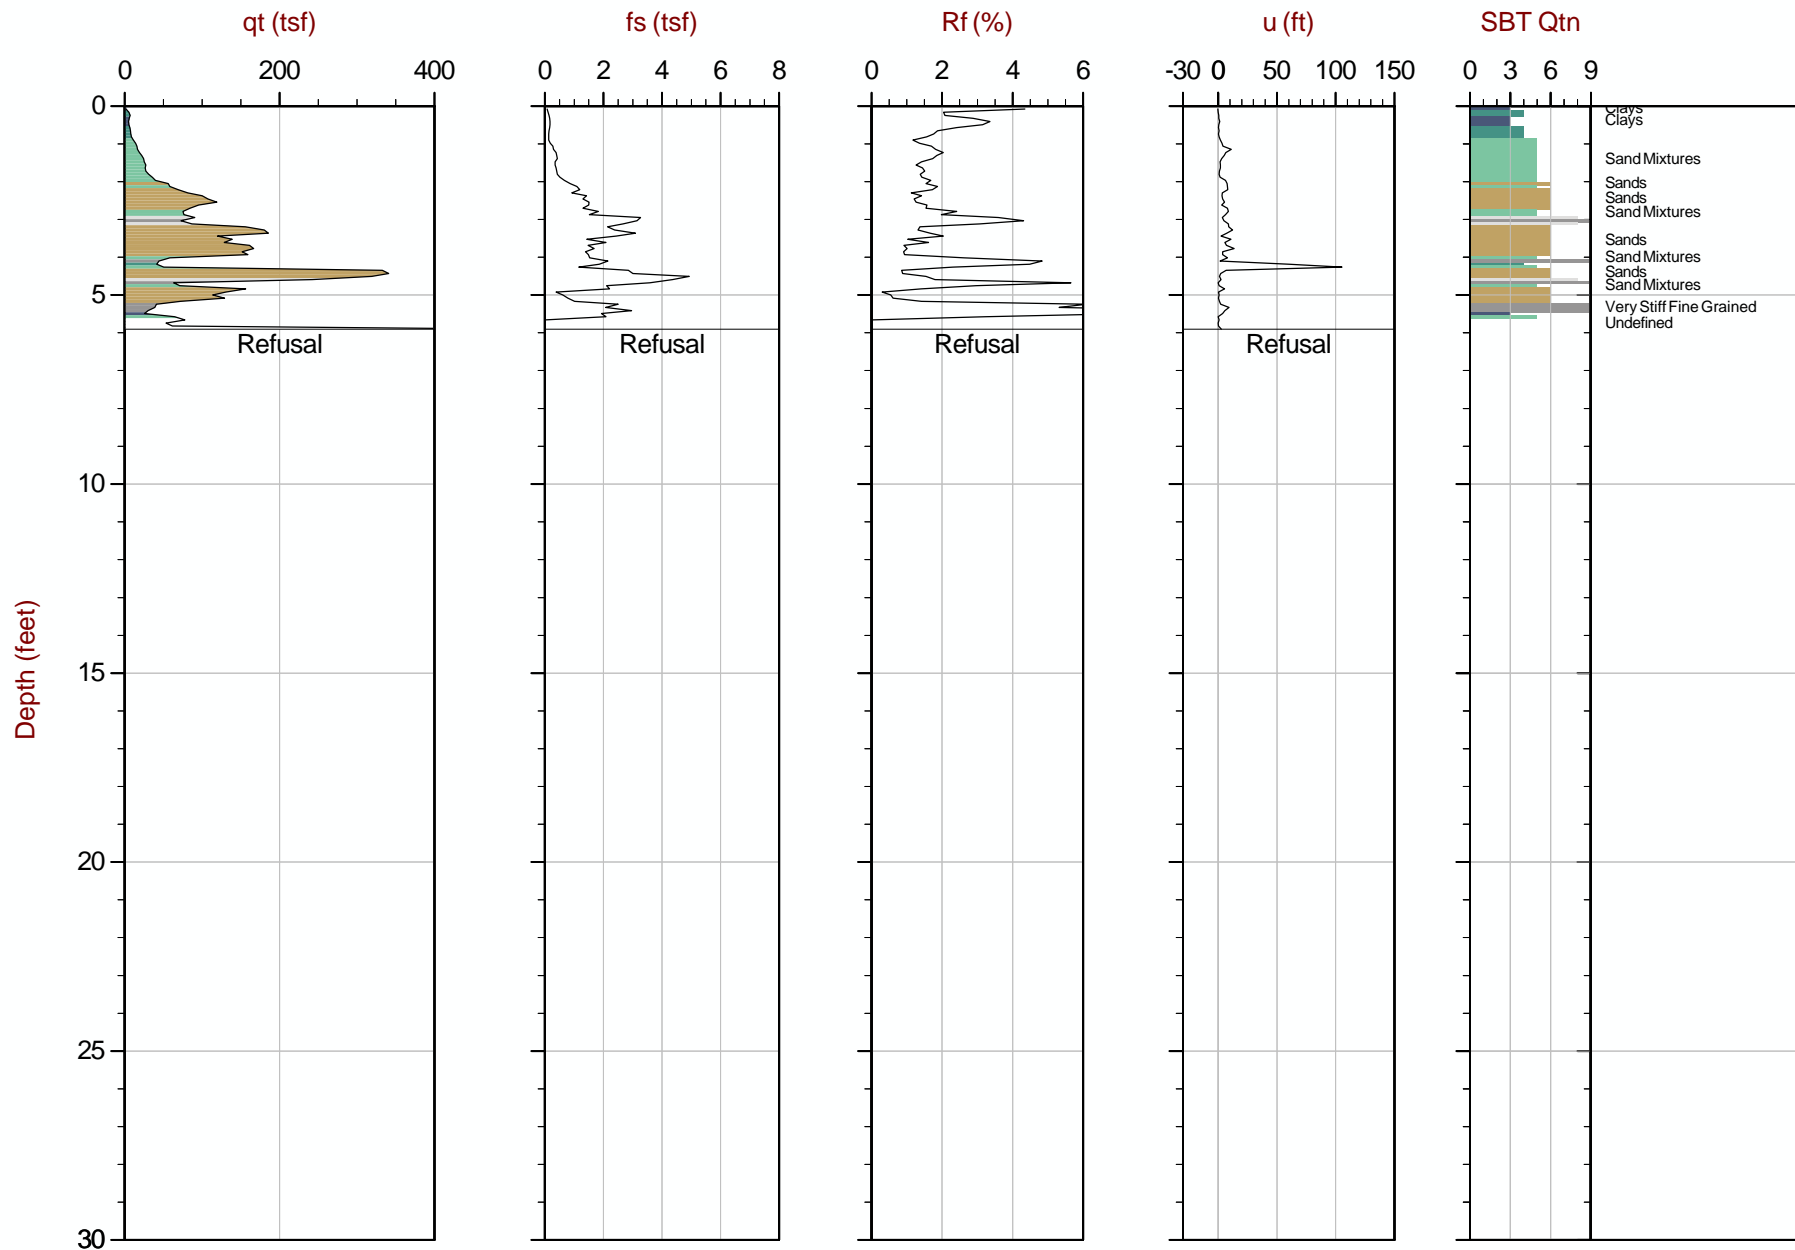 qt (tsf) fs (tsf) Rf (%) u (ft) SBT Qtn
0 200 400 0 2 4 6 8 0 2 4 6 -30 0 50 100 150 0 3 6 9
0
5
10
15
20
25
30
Depth (feet)
Clays
Clays
Sand Mixtures
Sands
Sands
Sand Mixtures
Sands
Sand Mixtures
Sands
Sand Mixtures
Very Stiff Fine Grained
Undefined
Refusal Refusal Refusal Refusal